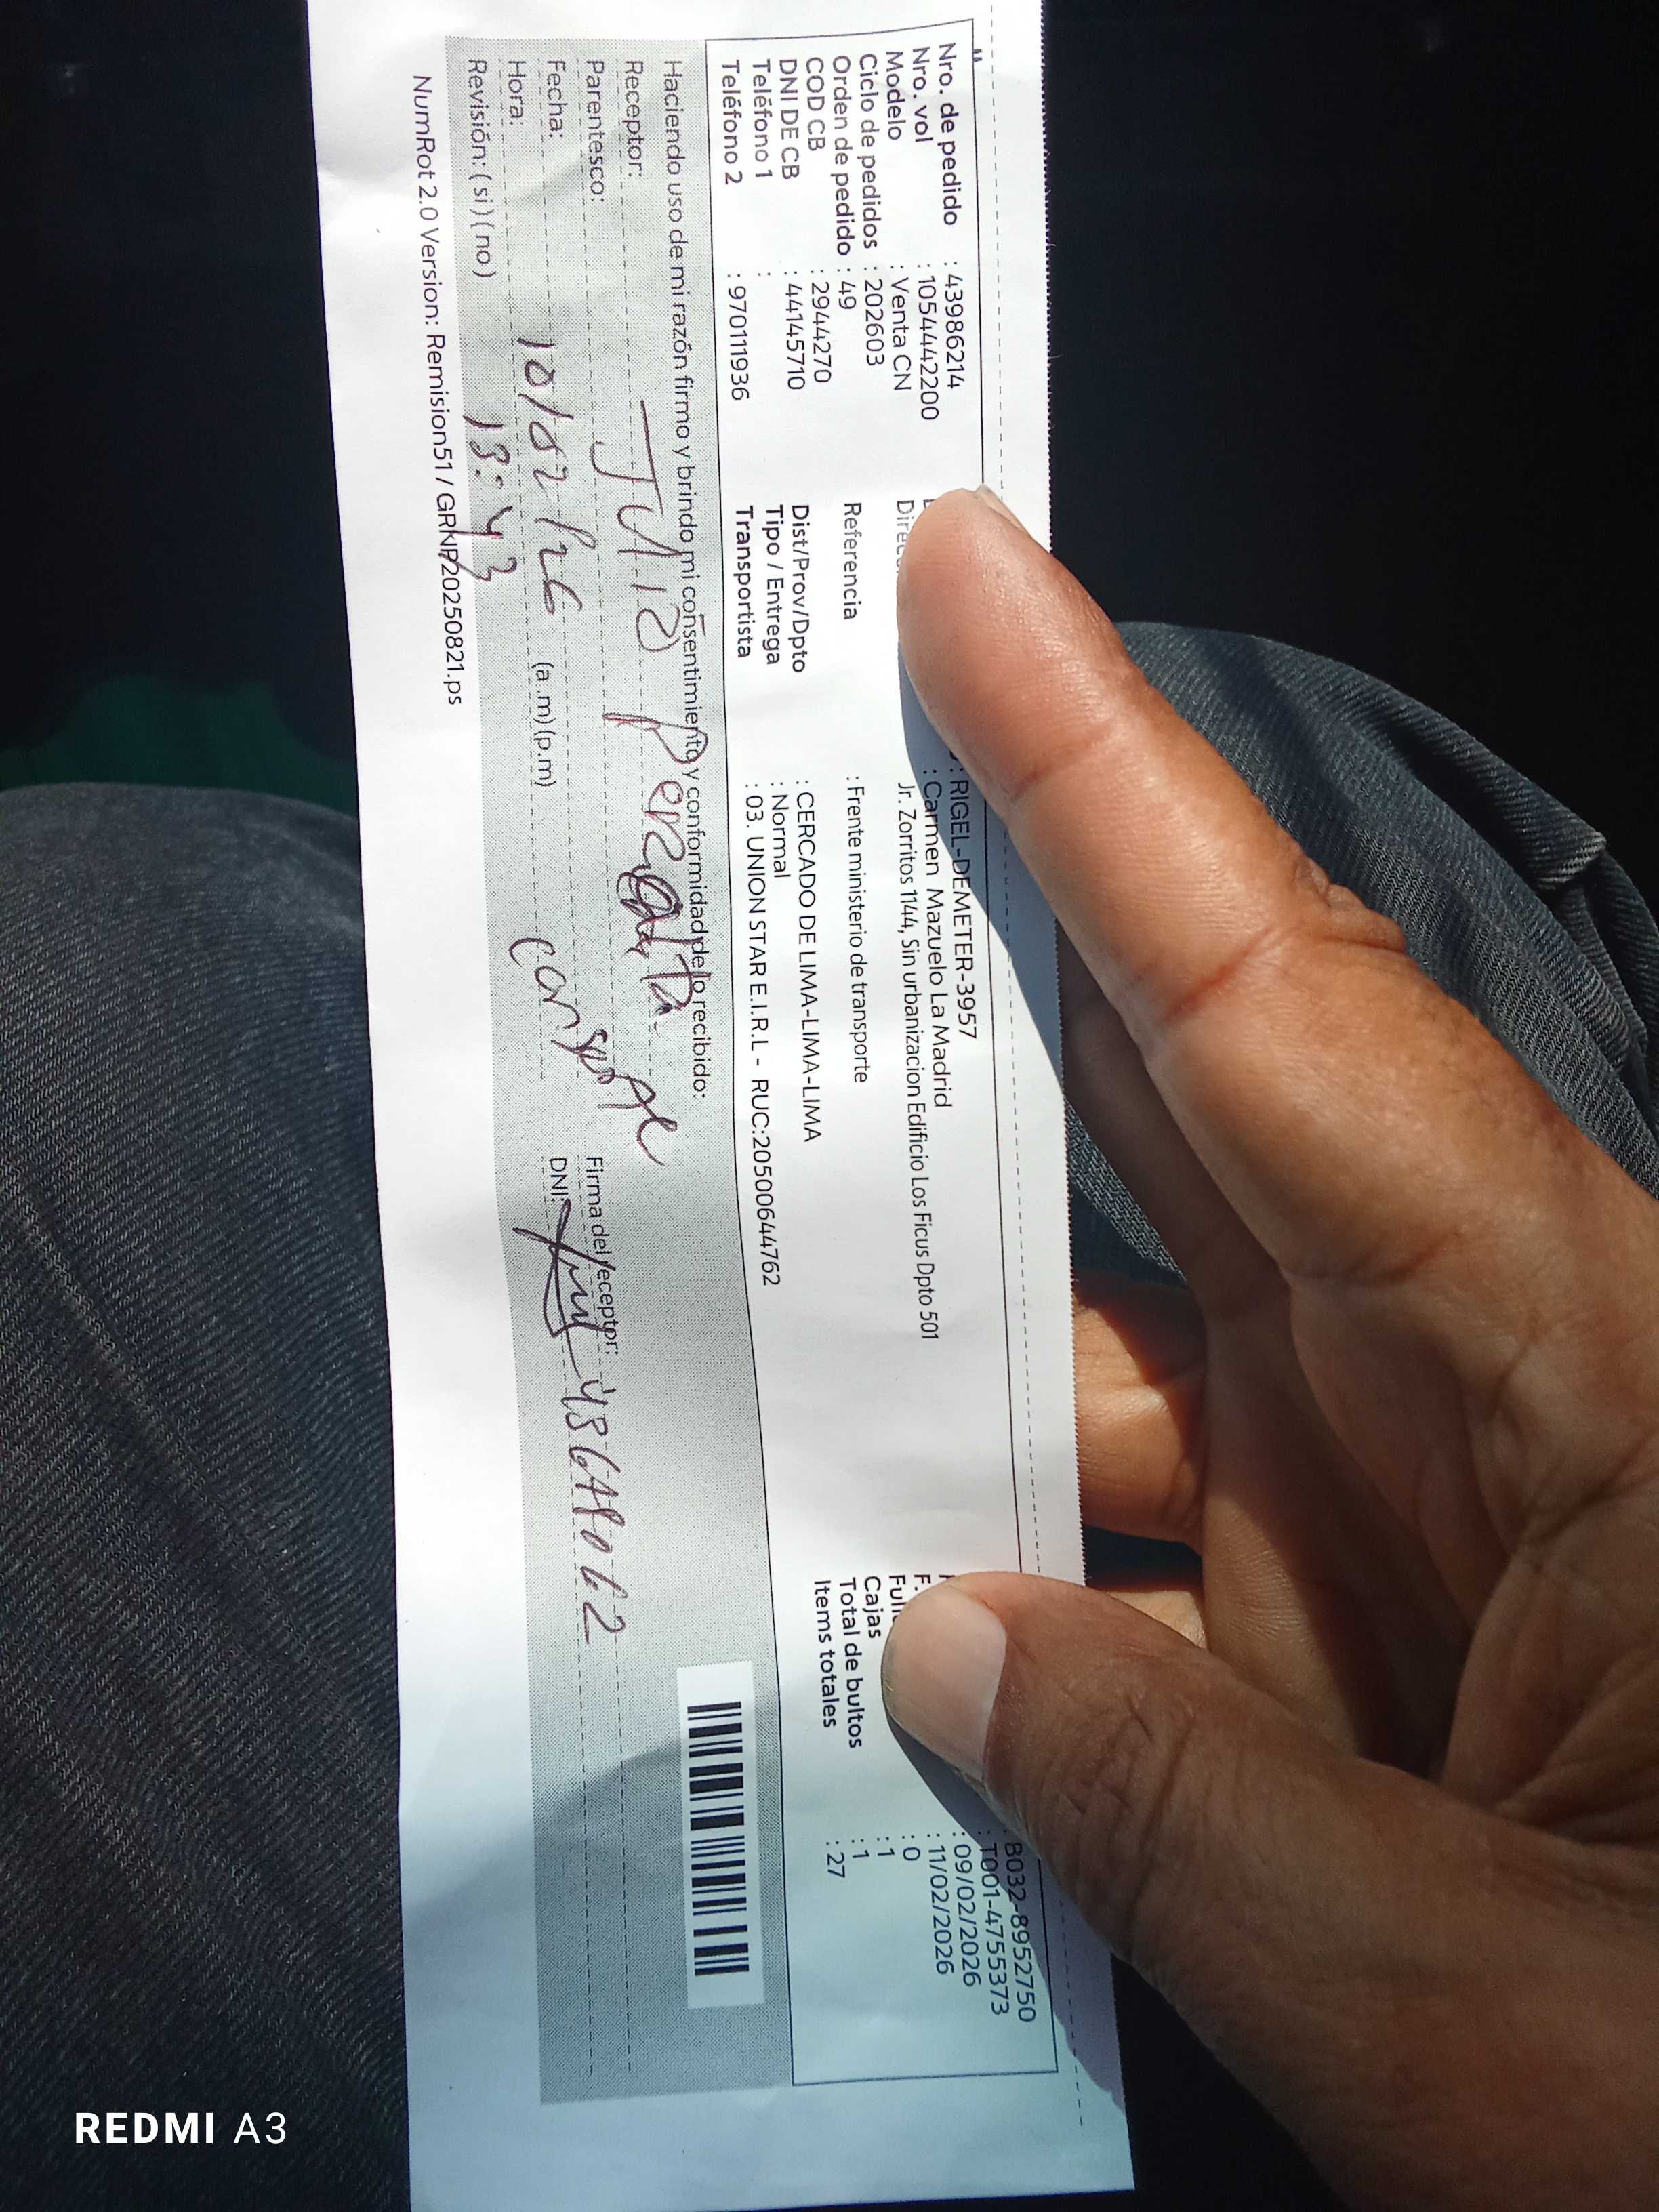 Nro. de pedido : 43986214
Nro. vol : 1054442200
Modelo : Venta CN
Ciclo de pedidos : 202603
Orden de pedido : 49
COD CB : 2944270
DNI DE CB : 44145710
Teléfono 1 :
Teléfono 2 : 970111936
: RIGEL-DEMETER-3957
: Carmen Mazuelo La Madrid
Jr. Zorritos 1144, Sin urbanizacion Edificio Los Ficus Dpto 501
Referencia : Frente ministerio de transporte
Dist/Prov/Dpto : CERCADO DE LIMA-LIMA-LIMA
Tipo / Entrega : Normal
Transportista : 03. UNION STAR E.I.R.L - RUC:20500644762
B032-8952750
: T001-4755373
: 09/02/2026
: 11/02/2026
: 0
Cajas : 1
Total de bultos : 1
Items totales : 27
Haciendo uso de mi razón firmo y brindo mi consentimiento y conformidad de lo recibido:
Receptor: Julio Peralta
Parentesco: conserje
Fecha: 10/02/26
Hora: 13:43 (a.m)(p.m)
Revisión: (si) (no)
Firma del receptor:
DNI:
NumRot 2.0 Version: Remision51 / GRNP20250821.ps
REDMI A3